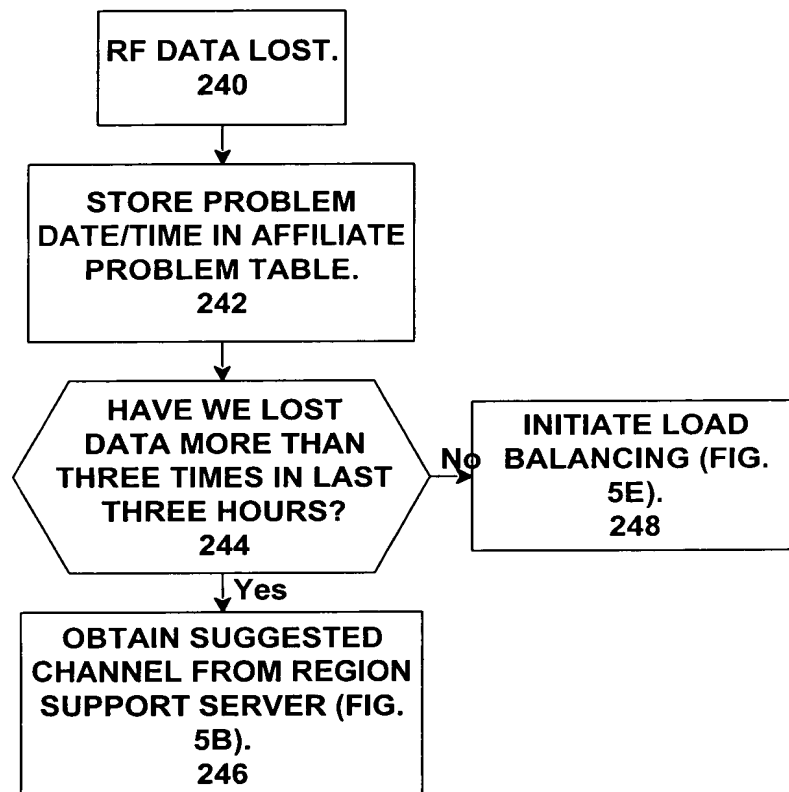 RF DATA LOST.
240
STORE PROBLEM
DATE/TIME IN AFFILIATE
PROBLEM TABLE.
242
HAVE WE LOST
DATA MORE THAN
THREE TIMES IN LAST
THREE HOURS?
244
No
INITIATE LOAD
BALANCING (FIG.
5E).
248
Yes
OBTAIN SUGGESTED
CHANNEL FROM REGION
SUPPORT SERVER (FIG.
5B).
246